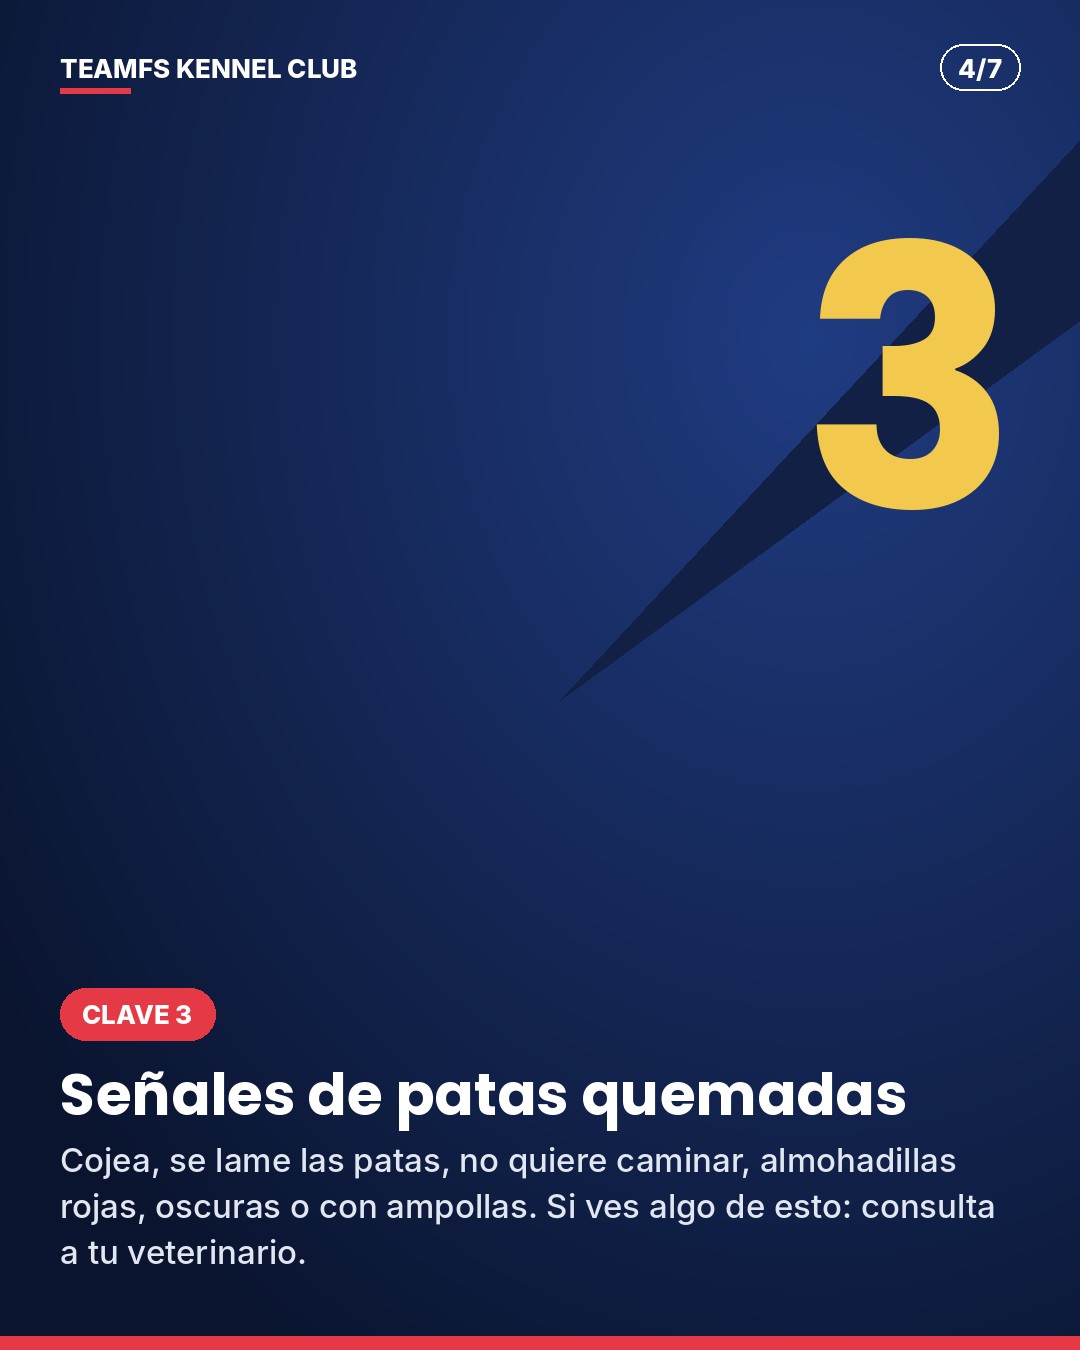 TEAMFS KENNEL CLUB
4/7
3
CLAVE 3
Señales de patas quemadas
Cojea, se lame las patas, no quiere caminar, almohadillas
rojas, oscuras o con ampollas. Si ves algo de esto: consulta
a tu veterinario.